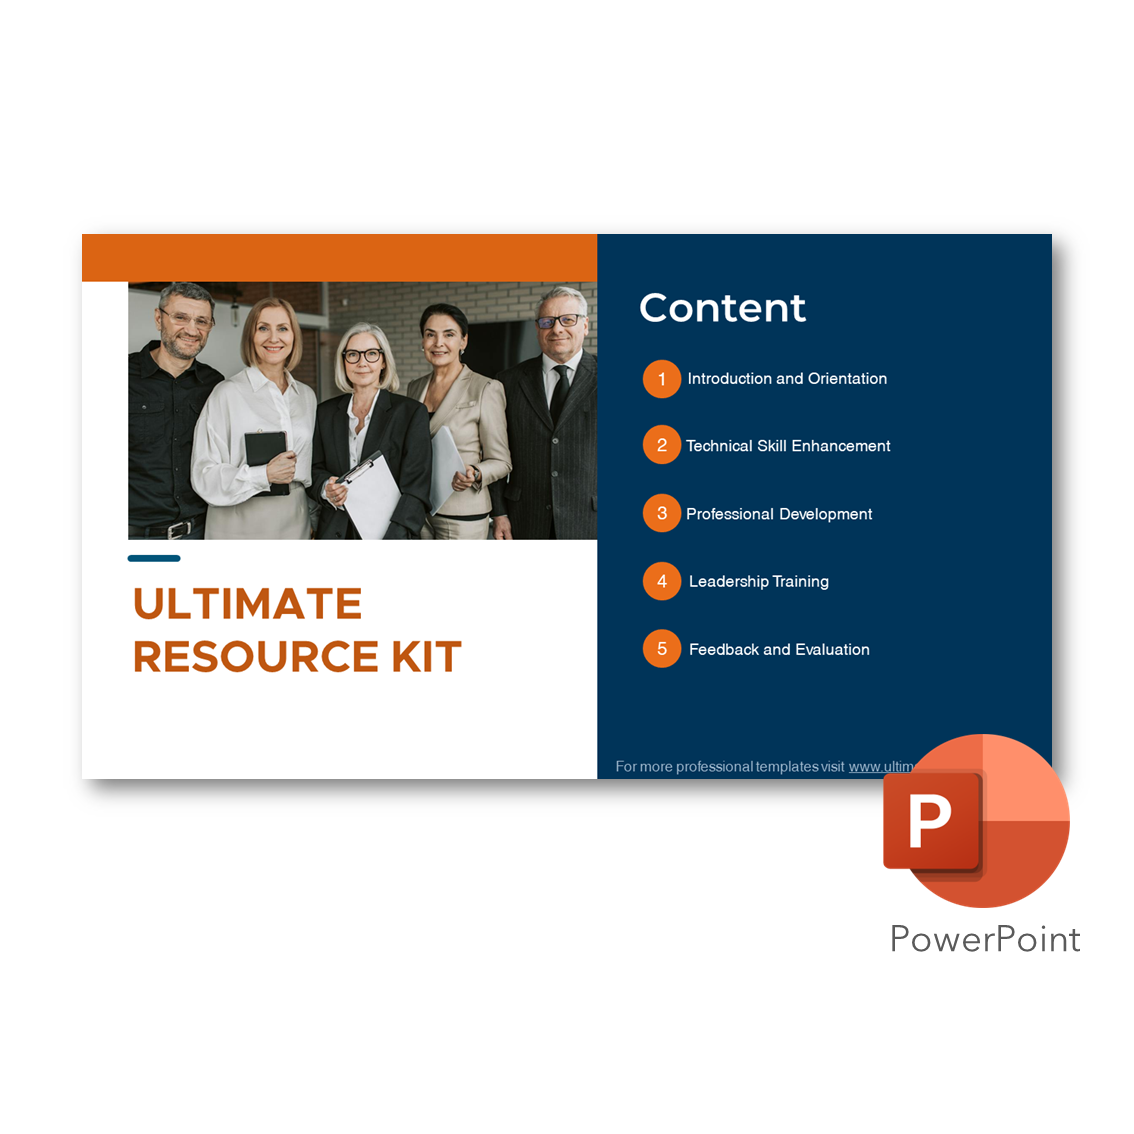 ULTIMATE
RESOURCE KIT
Content
1 Introduction and Orientation
2 Technical Skill Enhancement
3 Professional Development
4 Leadership Training
5 Feedback and Evaluation
For more professional templates visit
P
PowerPoint